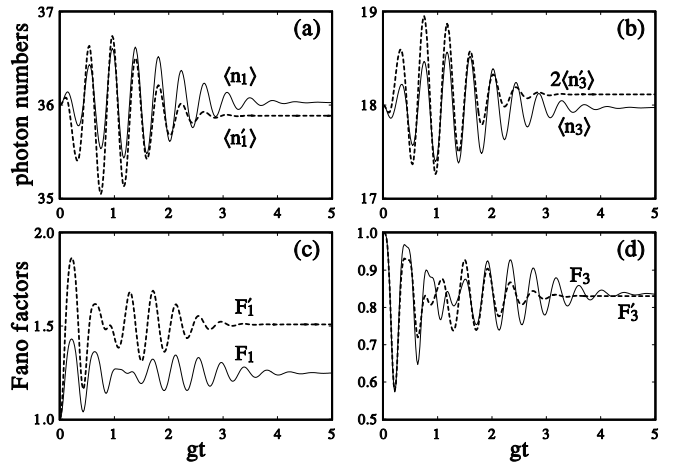 photon numbers
37
36
35
0 1 2 3 4 5
(a)
⟨n₁⟩
⟨n′₁⟩
19
18
17
0 1 2 3 4 5
(b)
2⟨n′₃⟩
⟨n₃⟩
Fano factors
2.0
1.5
1.0
0 1 2 3 4 5
gt
(c)
F′₁
F₁
1.0
0.9
0.8
0.7
0.6
0.5
0 1 2 3 4 5
gt
(d)
F₃
F′₃